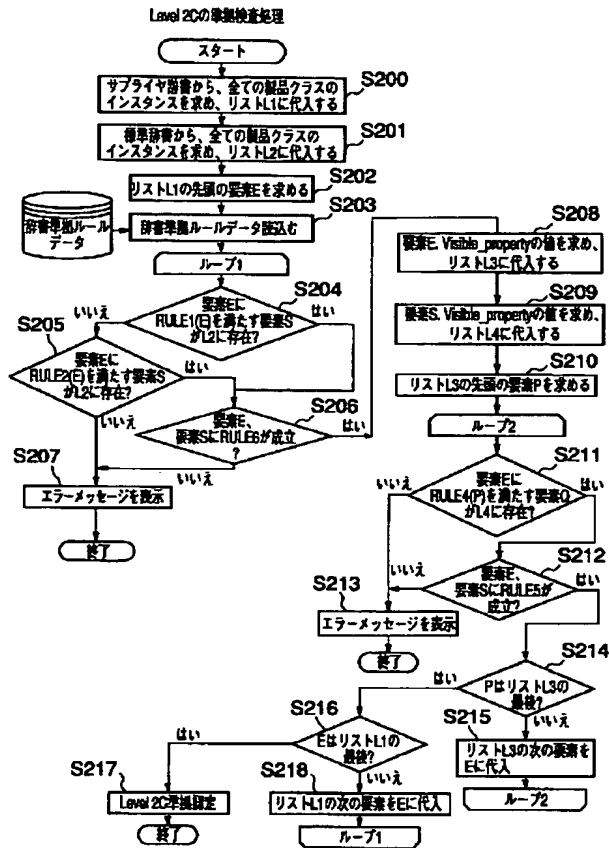 Level 2Cの準拠検査処理
スタート
S200
サプライヤ辞書から、全ての製品クラスの
インスタンスを求め、リストL1に代入する
S201
標準辞書から、全ての製品クラスの
インスタンスを求め、リストL2に代入する
S202
リストL1の先頭の要素Eを求める
S203
辞書準拠ルール
データ
辞書準拠ルールデータ読込む
ループ1
S204
要素Eに
RULE1(E)を満たす要素S
がL2に存在?
いいえ
はい
S205
要素Eに
RULE2(E)を満たす要素S
がL2に存在?
はい
いいえ
S206
要素E、
要素SにRULE6が成立
?
はい
いいえ
S207
エラーメッセージを表示
終了
S208
要素E. Visible_propertyの値を求め、
リストL3に代入する
S209
要素S. Visible_propertyの値を求め、
リストL4に代入する
S210
リストL3の先頭の要素Pを求める
ループ2
S211
要素Eに
RULE4(P)を満たす要素Q
がL4に存在?
いいえ
はい
S212
要素E、
要素SにRULE5が
成立?
いいえ
はい
S213
エラーメッセージを表示
終了
S214
PはリストL3の
最後?
はい
いいえ
S215
リストL3の次の要素を
Eに代入
ループ2
S216
EはリストL1の
最後?
はい
いいえ
S217
Level 2C準拠認定
終了
S218
リストL1の次の要素をEに代入
ループ1